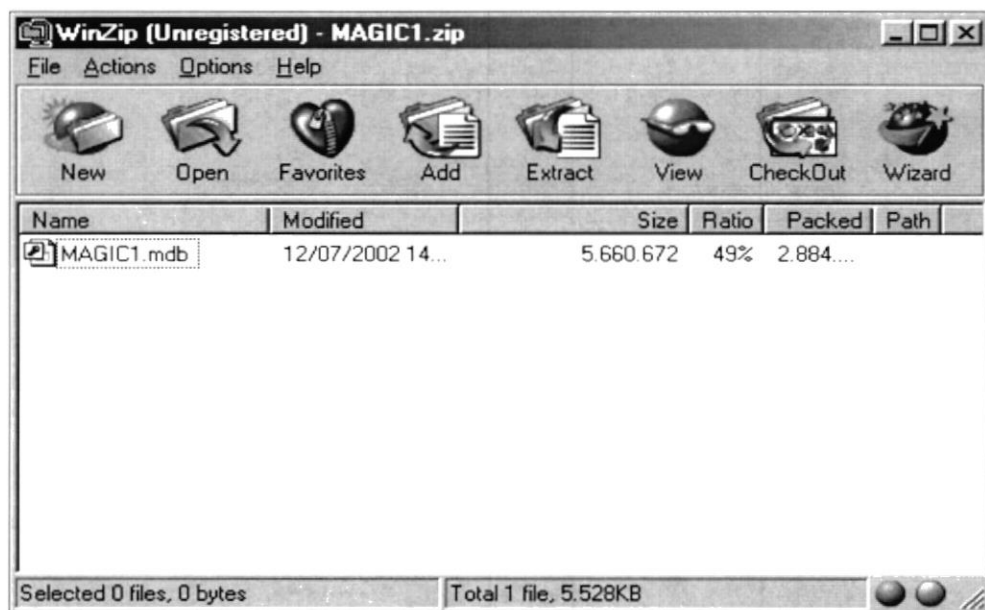 WinZip (Unregistered) - MAGIC1.zip
File Actions Options Help
New Open Favorites Add Extract View CheckOut Wizard
Name Modified Size Ratio Packed Path
MAGIC1.mdb 12/07/2002 14... 5.660.672 49% 2.884....
Selected 0 files, 0 bytes Total 1 file, 5.528KB